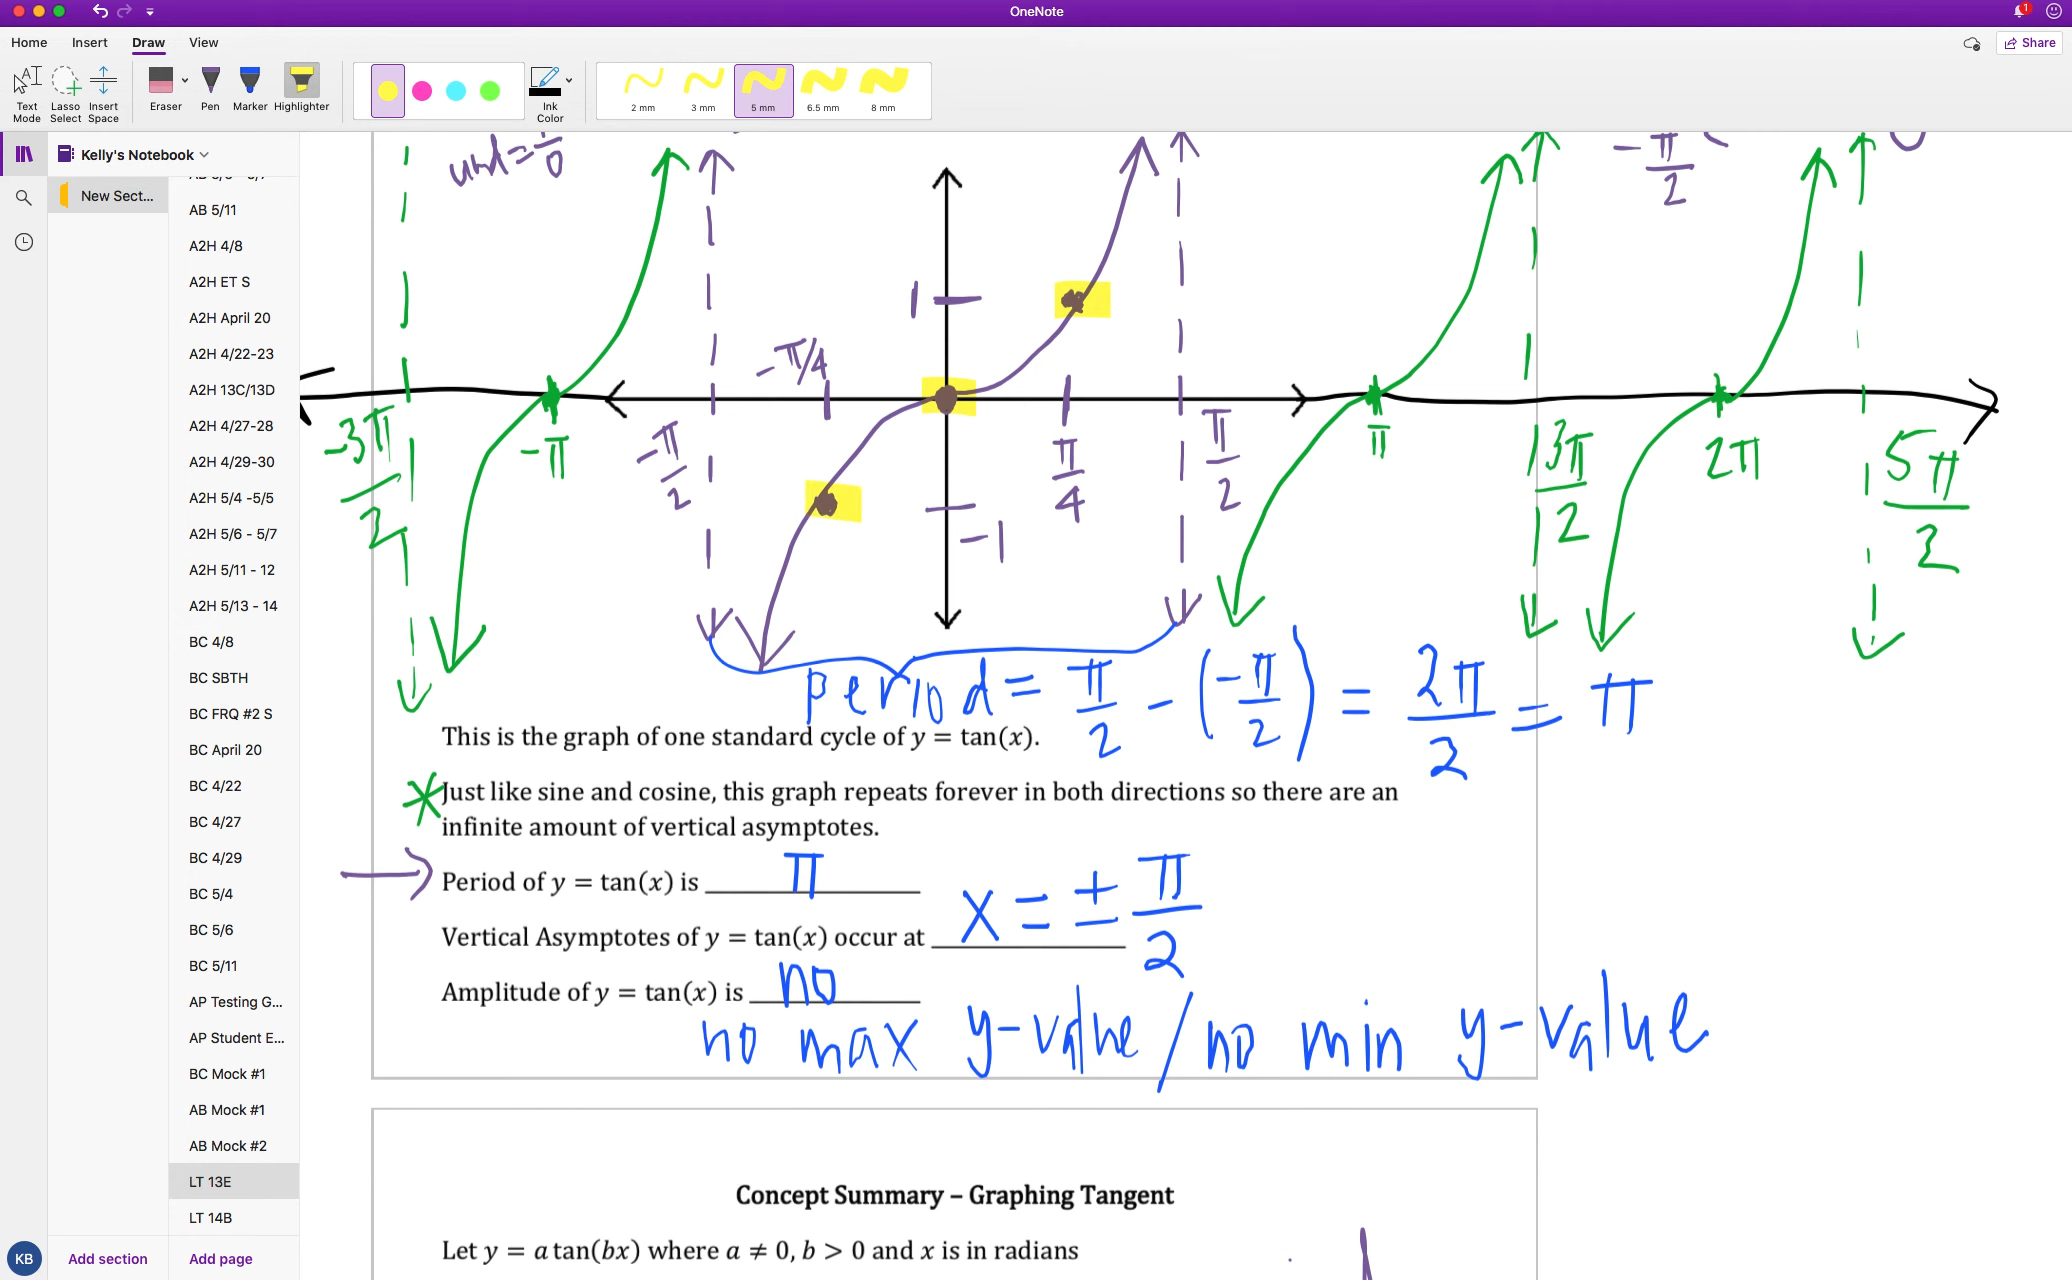 OneNote
1
Home Insert Draw View
Share
Text Mode
Lasso Select
Insert Space
Eraser
Pen
Marker
Highlighter
Ink Color
2 mm
3 mm
5 mm
6.5 mm
8 mm
Kelly's Notebook
New Sect...
AB 5/11
A2H 4/8
A2H ET S
A2H April 20
A2H 4/22-23
A2H 13C/13D
A2H 4/27-28
A2H 4/29-30
A2H 5/4 -5/5
A2H 5/6 - 5/7
A2H 5/11 - 12
A2H 5/13 - 14
BC 4/8
BC SBTH
BC FRQ #2 S
BC April 20
BC 4/22
BC 4/27
BC 4/29
BC 5/4
BC 5/6
BC 5/11
AP Testing G...
AP Student E...
BC Mock #1
AB Mock #1
AB Mock #2
LT 13E
LT 14B
KB
Add section
Add page
und = 1/0
-π/2
1
-π/4
-3π/2
-π
-π/2
π/4
π/2
π
3π/2
2π
5π/2
-1
period = π/2 - (-π/2) = 2π/2 = π
This is the graph of one standard cycle of y = tan(x).
Just like sine and cosine, this graph repeats forever in both directions so there are an
infinite amount of vertical asymptotes.
Period of y = tan(x) is π
Vertical Asymptotes of y = tan(x) occur at x = ± π/2
Amplitude of y = tan(x) is no
no max y-value / no min y-value
Concept Summary – Graphing Tangent
Let y = a tan(bx) where a ≠ 0, b > 0 and x is in radians